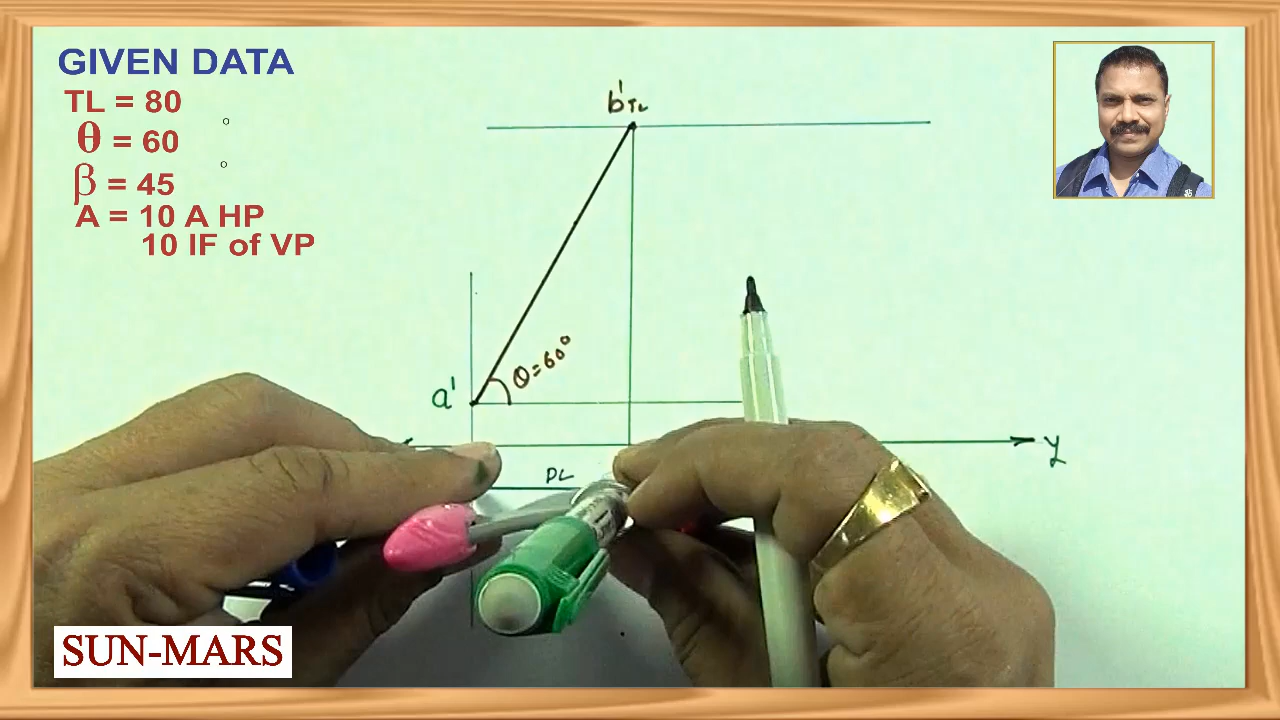 GIVEN DATA
TL = 80
θ = 60°
β = 45°
A = 10 A HP
10 IF of VP
b'TL
θ=60°
a'
y
PL
SUN-MARS